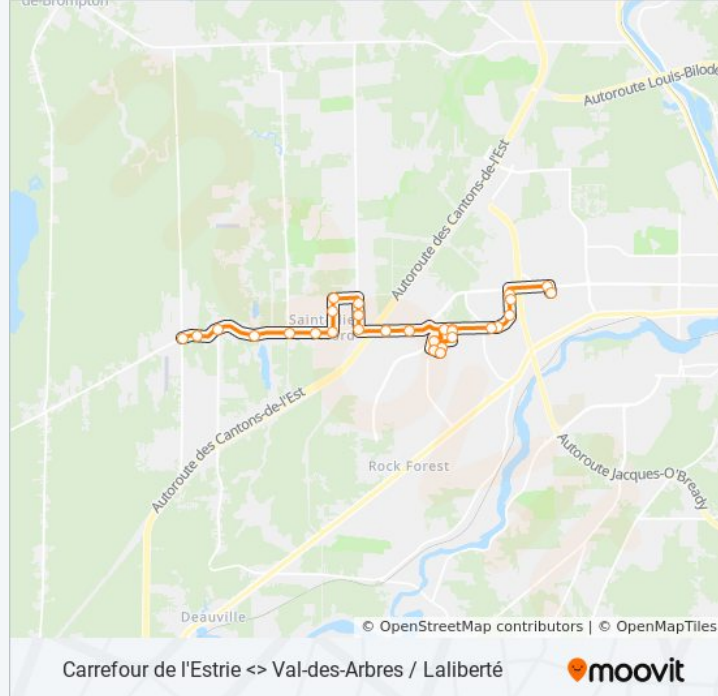 de-Brompton
Autoroute Louis-Bilode
Autoroute des Cantons-de-l'Est
Autoroute des Cantons-de-l'Est
Rock Forest
Autoroute Jacques-O'Bready
Deauville
© OpenStreetMap contributors | © OpenMapTiles
Carrefour de l'Estrie <> Val-des-Arbres / Laliberté
moovit